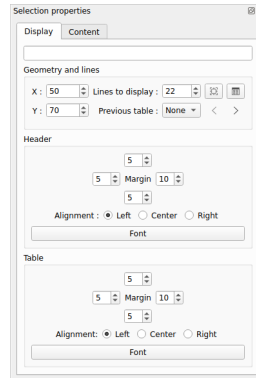 Selection properties
Display Content
Geometry and lines
X : 50 Lines to display : 22
Y : 70 Previous table : None < >
Header
5
5 Margin 10
5
Alignment : Left Center Right
Font
Table
5
5 Margin 10
5
Alignment: Left Center Right
Font